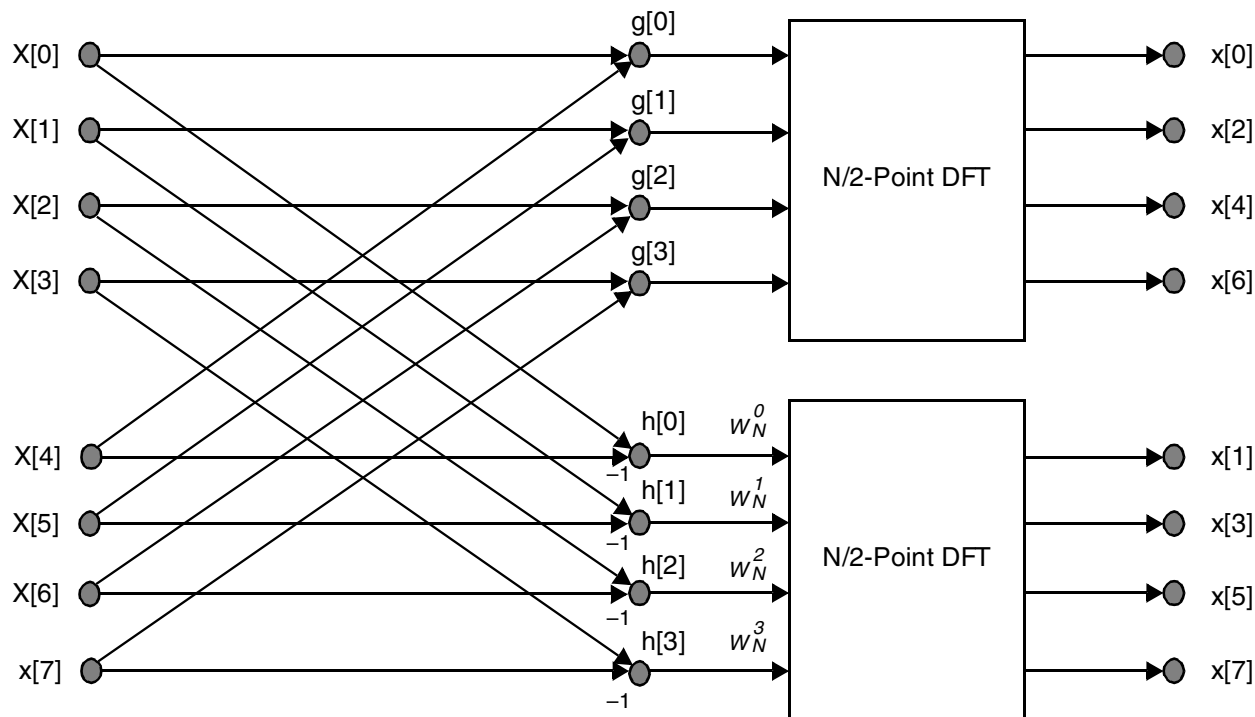 g[0]
X[0]
x[0]
g[1]
X[1]
x[2]
g[2]
N/2-Point DFT
X[2]
x[4]
g[3]
X[3]
x[6]
h[0]
W_N^0
X[4]
x[1]
–1
h[1]
W_N^1
X[5]
x[3]
–1
h[2]
W_N^2
N/2-Point DFT
X[6]
x[5]
–1
h[3]
W_N^3
x[7]
x[7]
–1